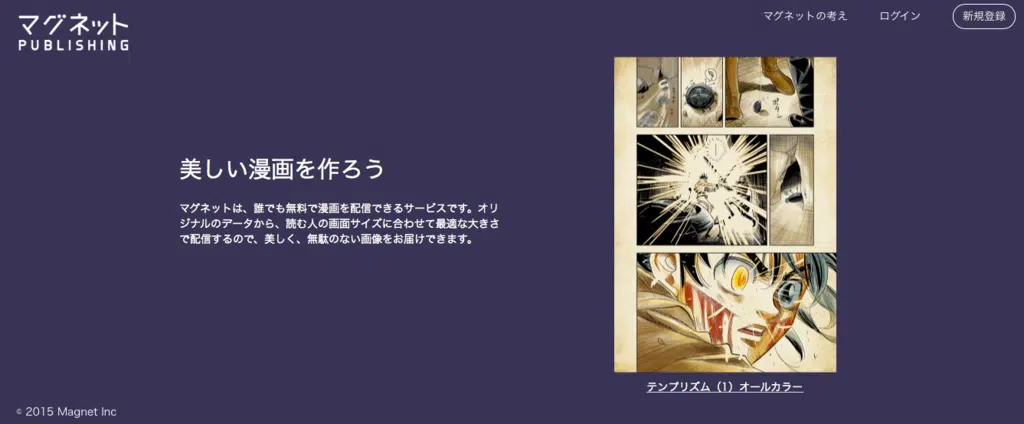 マグネット
PUBLISHING
マグネットの考え
ログイン
新規登録
美しい漫画を作ろう
マグネットは、誰でも無料で漫画を配信できるサービスです。オリ
ジナルのデータから、読む人の画面サイズに合わせて最適な大きさ
で配信するので、美しく、無駄のない画像をお届けできます。
テンプリズム（1）オールカラー
© 2015 Magnet Inc